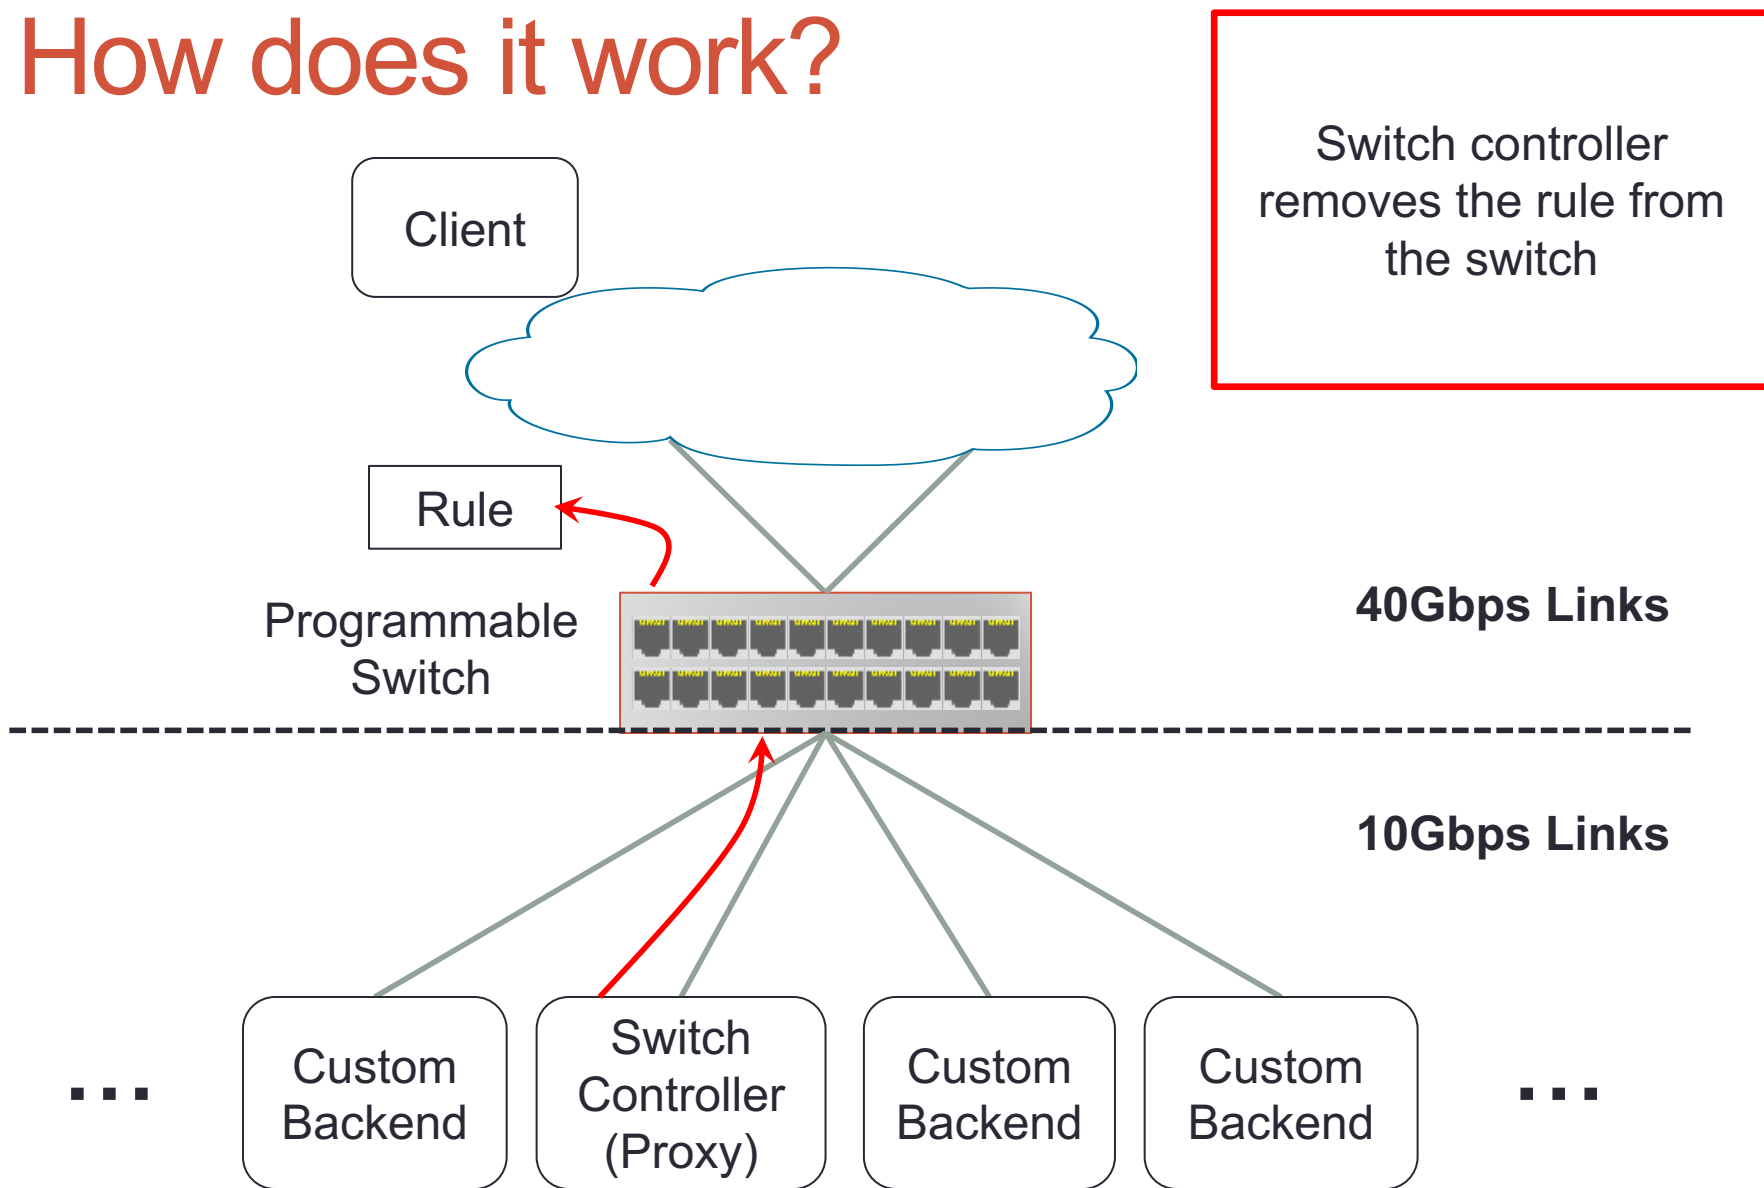 How does it work?
Switch controller
removes the rule from
the switch
Client
Rule
Programmable
Switch
40Gbps Links
10Gbps Links
...
Custom
Backend
Switch
Controller
(Proxy)
Custom
Backend
Custom
Backend
...